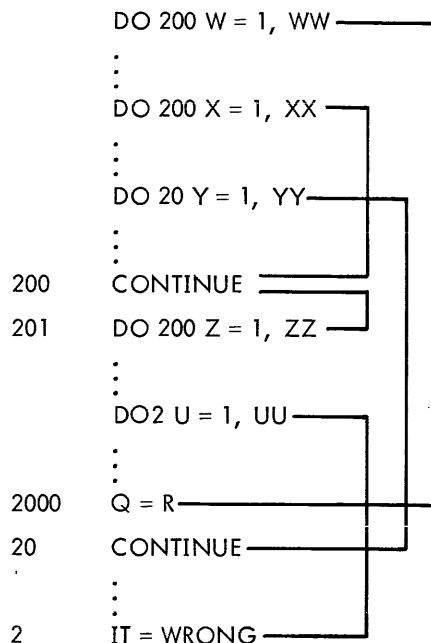 DO 200 W = 1, WW
DO 200 X = 1, XX
DO 20 Y = 1, YY
200 CONTINUE
201 DO 200 Z = 1, ZZ
DO2 U = 1, UU
2000 Q = R
20 CONTINUE
2 IT = WRONG